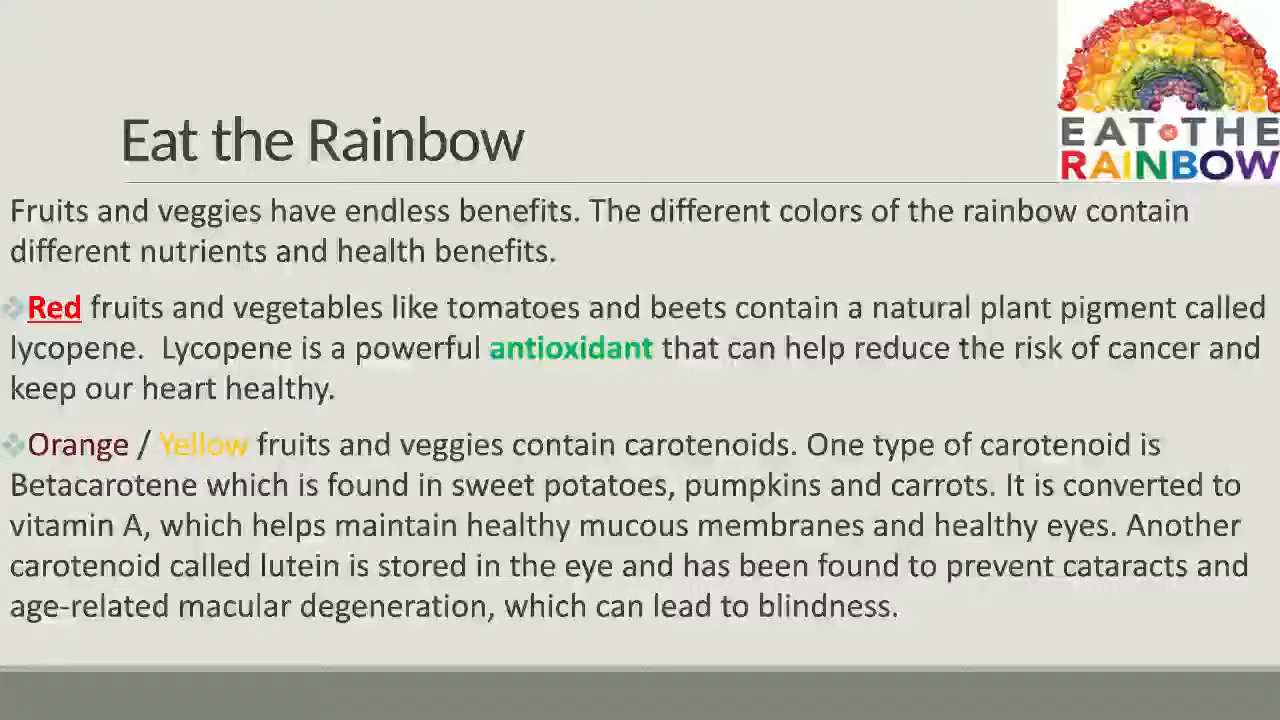 EAT THE
RAINBOW
Eat the Rainbow
Fruits and veggies have endless benefits. The different colors of the rainbow contain
different nutrients and health benefits.
Red fruits and vegetables like tomatoes and beets contain a natural plant pigment called
lycopene. Lycopene is a powerful antioxidant that can help reduce the risk of cancer and
keep our heart healthy.
Orange / Yellow fruits and veggies contain carotenoids. One type of carotenoid is
Betacarotene which is found in sweet potatoes, pumpkins and carrots. It is converted to
vitamin A, which helps maintain healthy mucous membranes and healthy eyes. Another
carotenoid called lutein is stored in the eye and has been found to prevent cataracts and
age-related macular degeneration, which can lead to blindness.